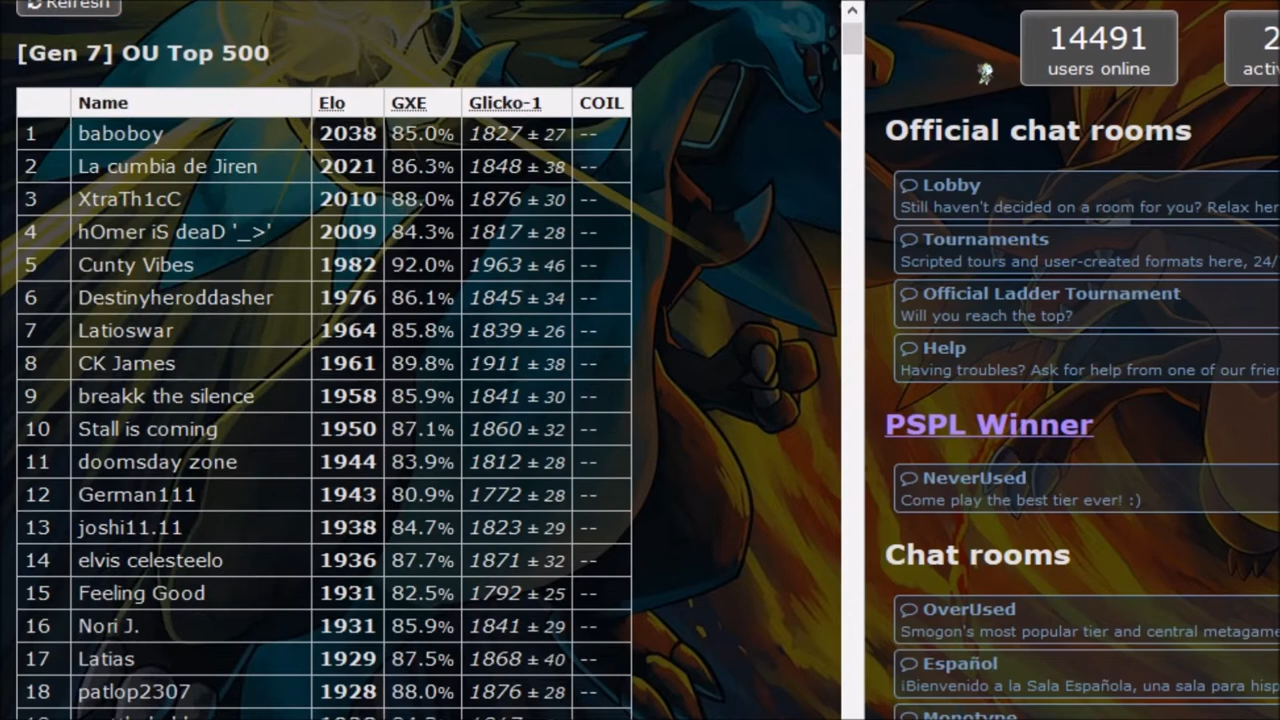 Refresh
[Gen 7] OU Top 500
Name Elo GXE Glicko-1 COIL
1 baboboy 2038 85.0% 1827 ± 27 --
2 La cumbia de Jiren 2021 86.3% 1848 ± 38 --
3 XtraTh1cC 2010 88.0% 1876 ± 30 --
4 hOmer iS deaD '_>' 2009 84.3% 1817 ± 28 --
5 Cunty Vibes 1982 92.0% 1963 ± 46 --
6 Destinyheroddasher 1976 86.1% 1845 ± 34 --
7 Latioswar 1964 85.8% 1839 ± 26 --
8 CK James 1961 89.8% 1911 ± 38 --
9 breakk the silence 1958 85.9% 1841 ± 30 --
10 Stall is coming 1950 87.1% 1860 ± 32 --
11 doomsday zone 1944 83.9% 1812 ± 28 --
12 German111 1943 80.9% 1772 ± 28 --
13 joshi11.11 1938 84.7% 1823 ± 29 --
14 elvis celesteelo 1936 87.7% 1871 ± 32 --
15 Feeling Good 1931 82.5% 1792 ± 25 --
16 Nori J. 1931 85.9% 1841 ± 29 --
17 Latias 1929 87.5% 1868 ± 40 --
18 patlop2307 1928 88.0% 1876 ± 28 --
14491
users online
2
activ
Official chat rooms
Lobby
Still haven't decided on a room for you? Relax her
Tournaments
Scripted tours and user-created formats here, 24/
Official Ladder Tournament
Will you reach the top?
Help
Having troubles? Ask for help from one of our frien
PSPL Winner
NeverUsed
Come play the best tier ever! :)
Chat rooms
OverUsed
Smogon's most popular tier and central metagame
Español
¡Bienvenido a la Sala Española, una sala para hisp
Monotype